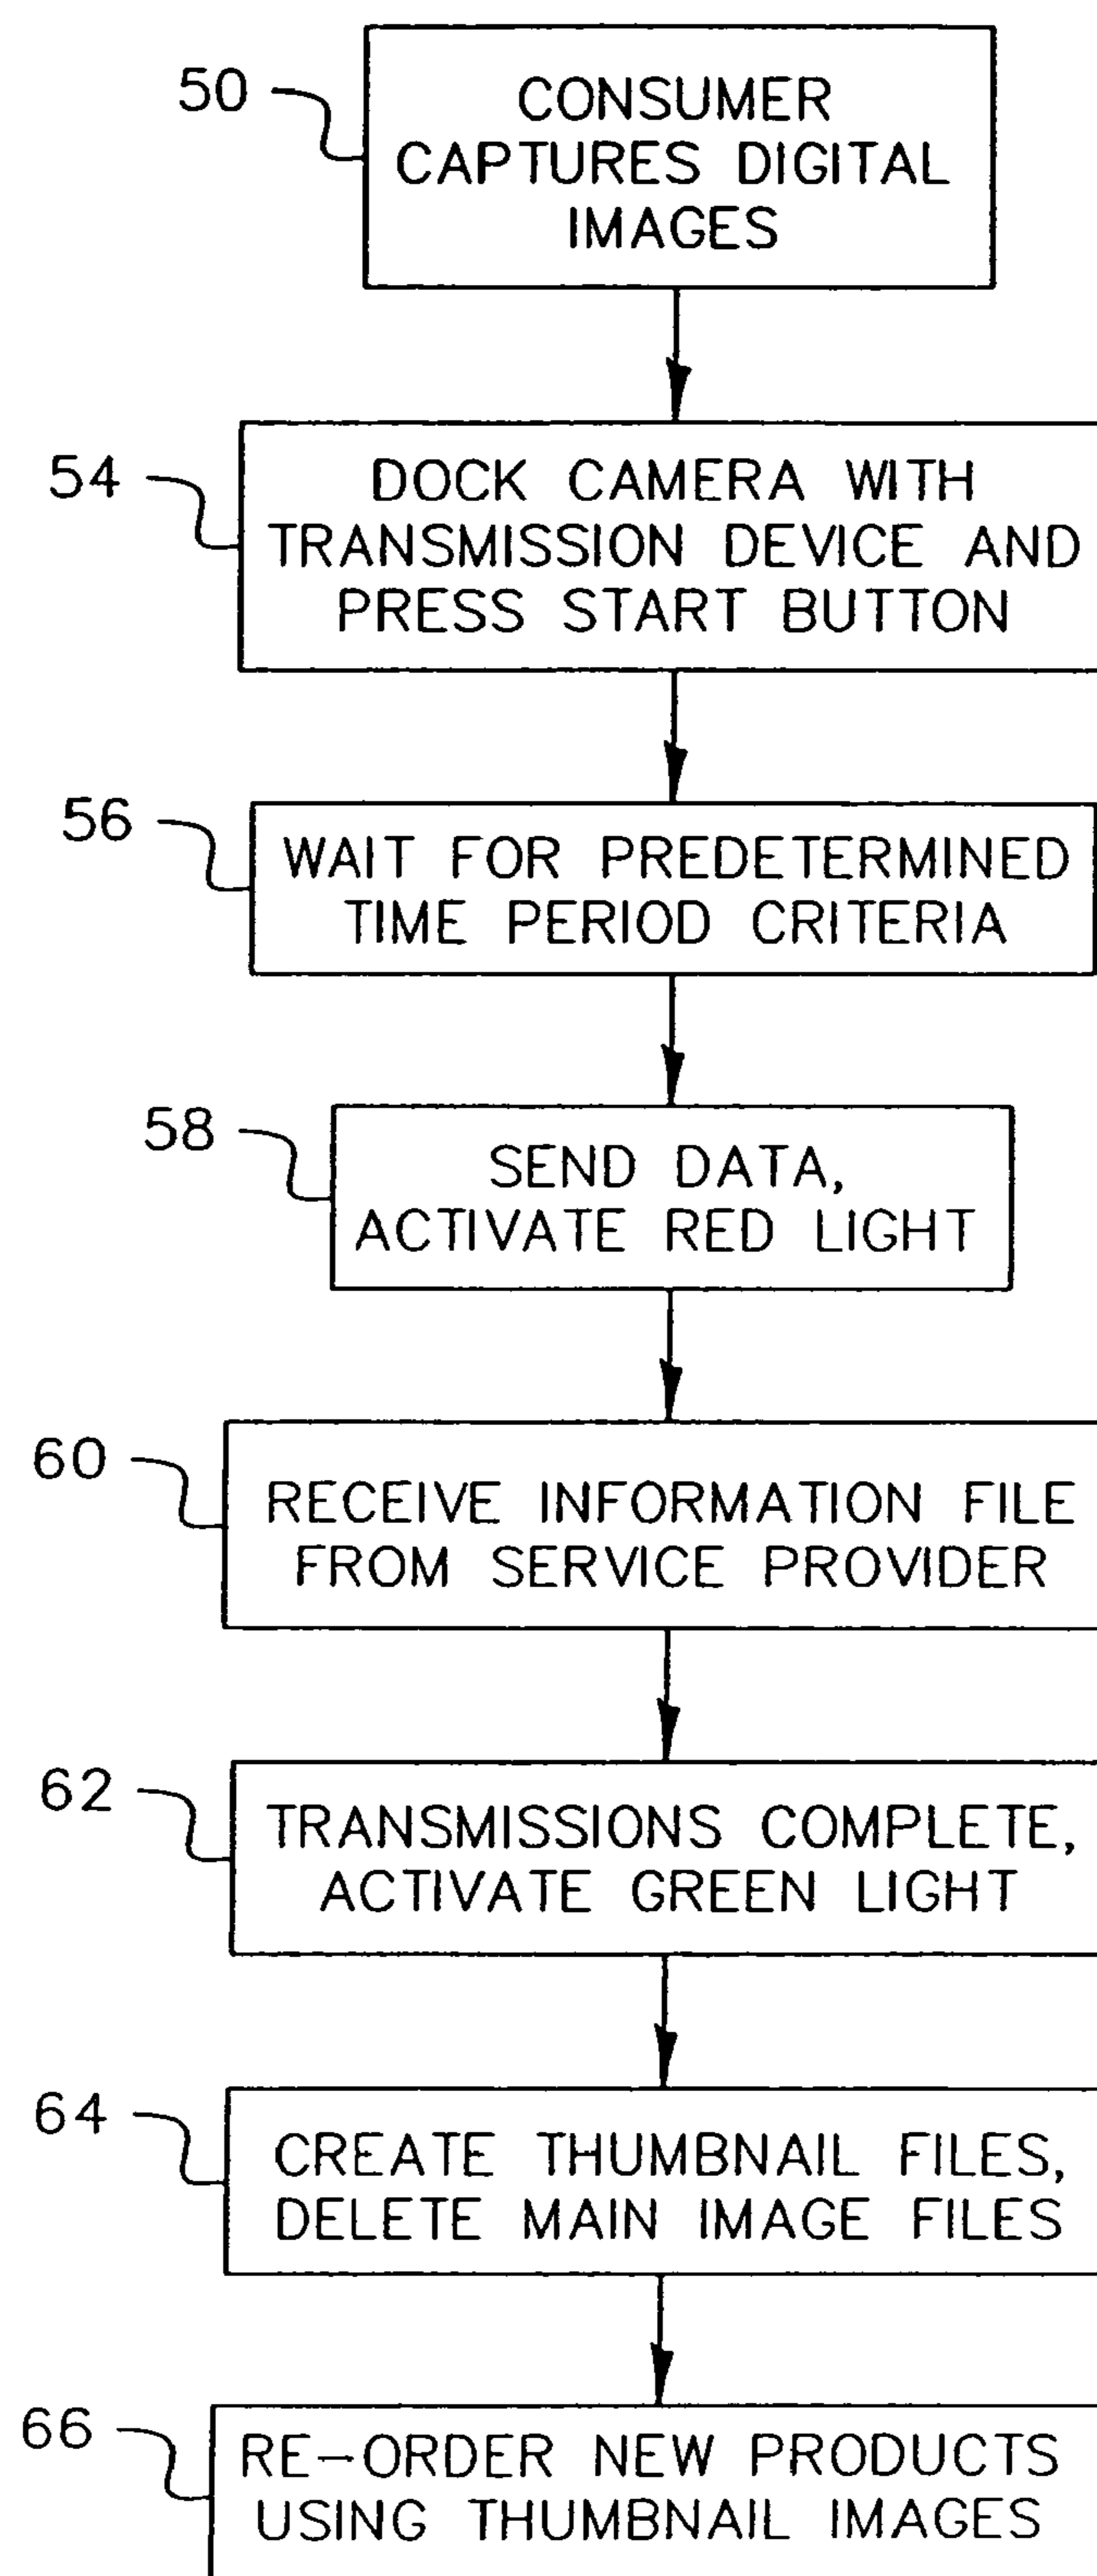 50
CONSUMER
CAPTURES DIGITAL
IMAGES
54
DOCK CAMERA WITH
TRANSMISSION DEVICE AND
PRESS START BUTTON
56
WAIT FOR PREDETERMINED
TIME PERIOD CRITERIA
58
SEND DATA,
ACTIVATE RED LIGHT
60
RECEIVE INFORMATION FILE
FROM SERVICE PROVIDER
62
TRANSMISSIONS COMPLETE,
ACTIVATE GREEN LIGHT
64
CREATE THUMBNAIL FILES,
DELETE MAIN IMAGE FILES
66
RE-ORDER NEW PRODUCTS
USING THUMBNAIL IMAGES